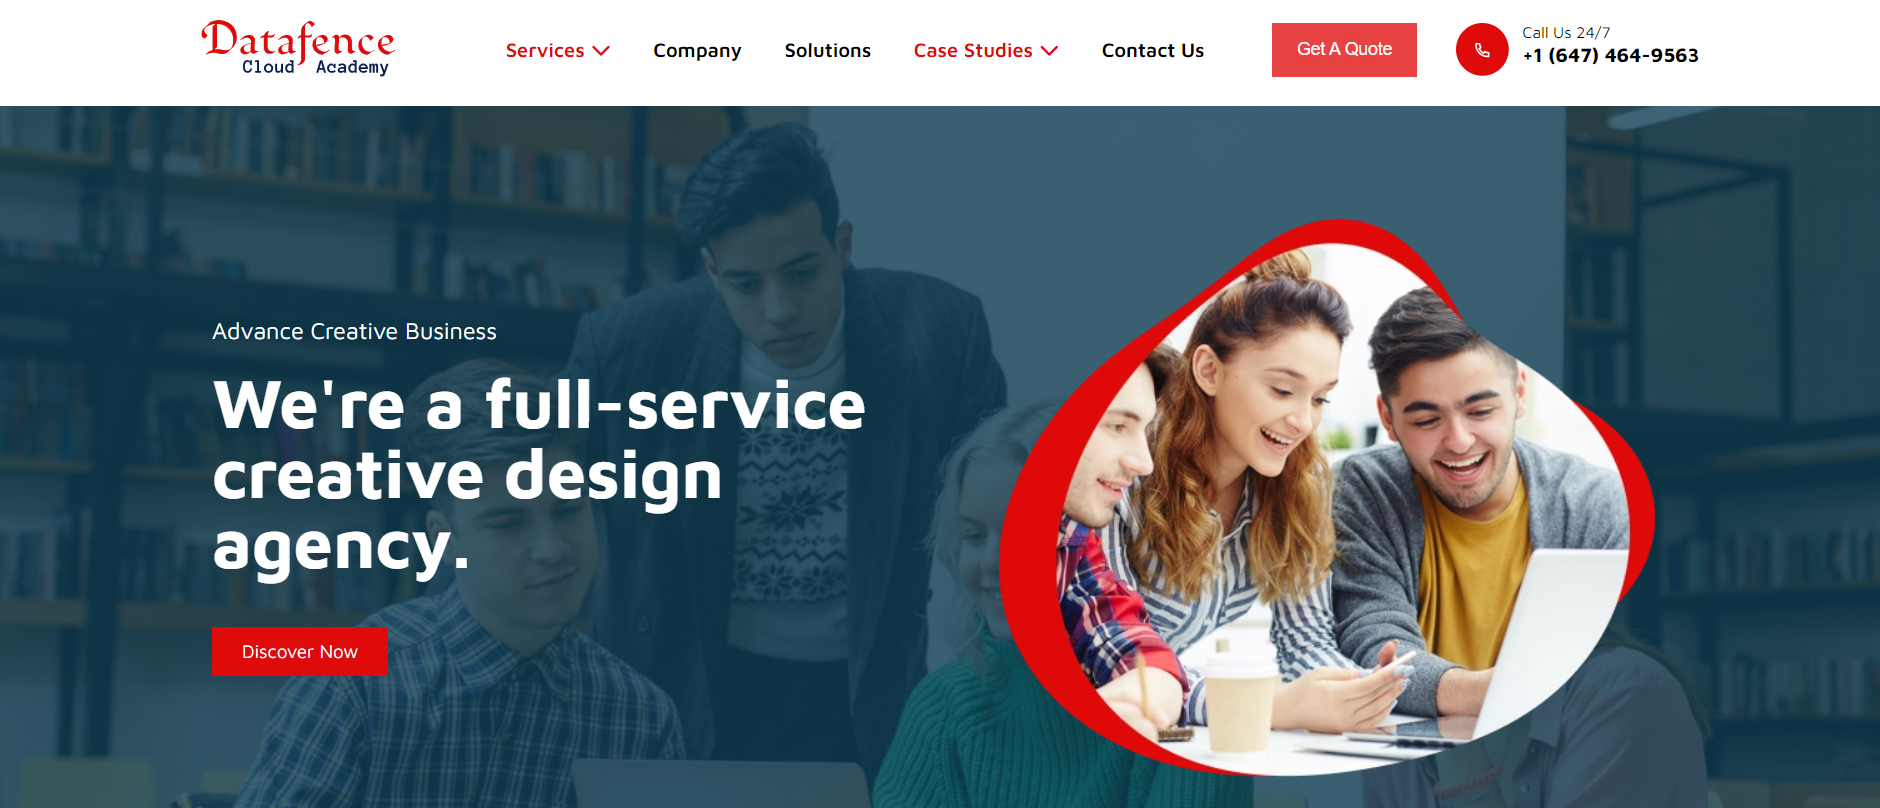 Datafence
Cloud Academy
Services
Company
Solutions
Case Studies
Contact Us
Get A Quote
Call Us 24/7
+1 (647) 464-9563
Advance Creative Business
We're a full-service
creative design
agency.
Discover Now